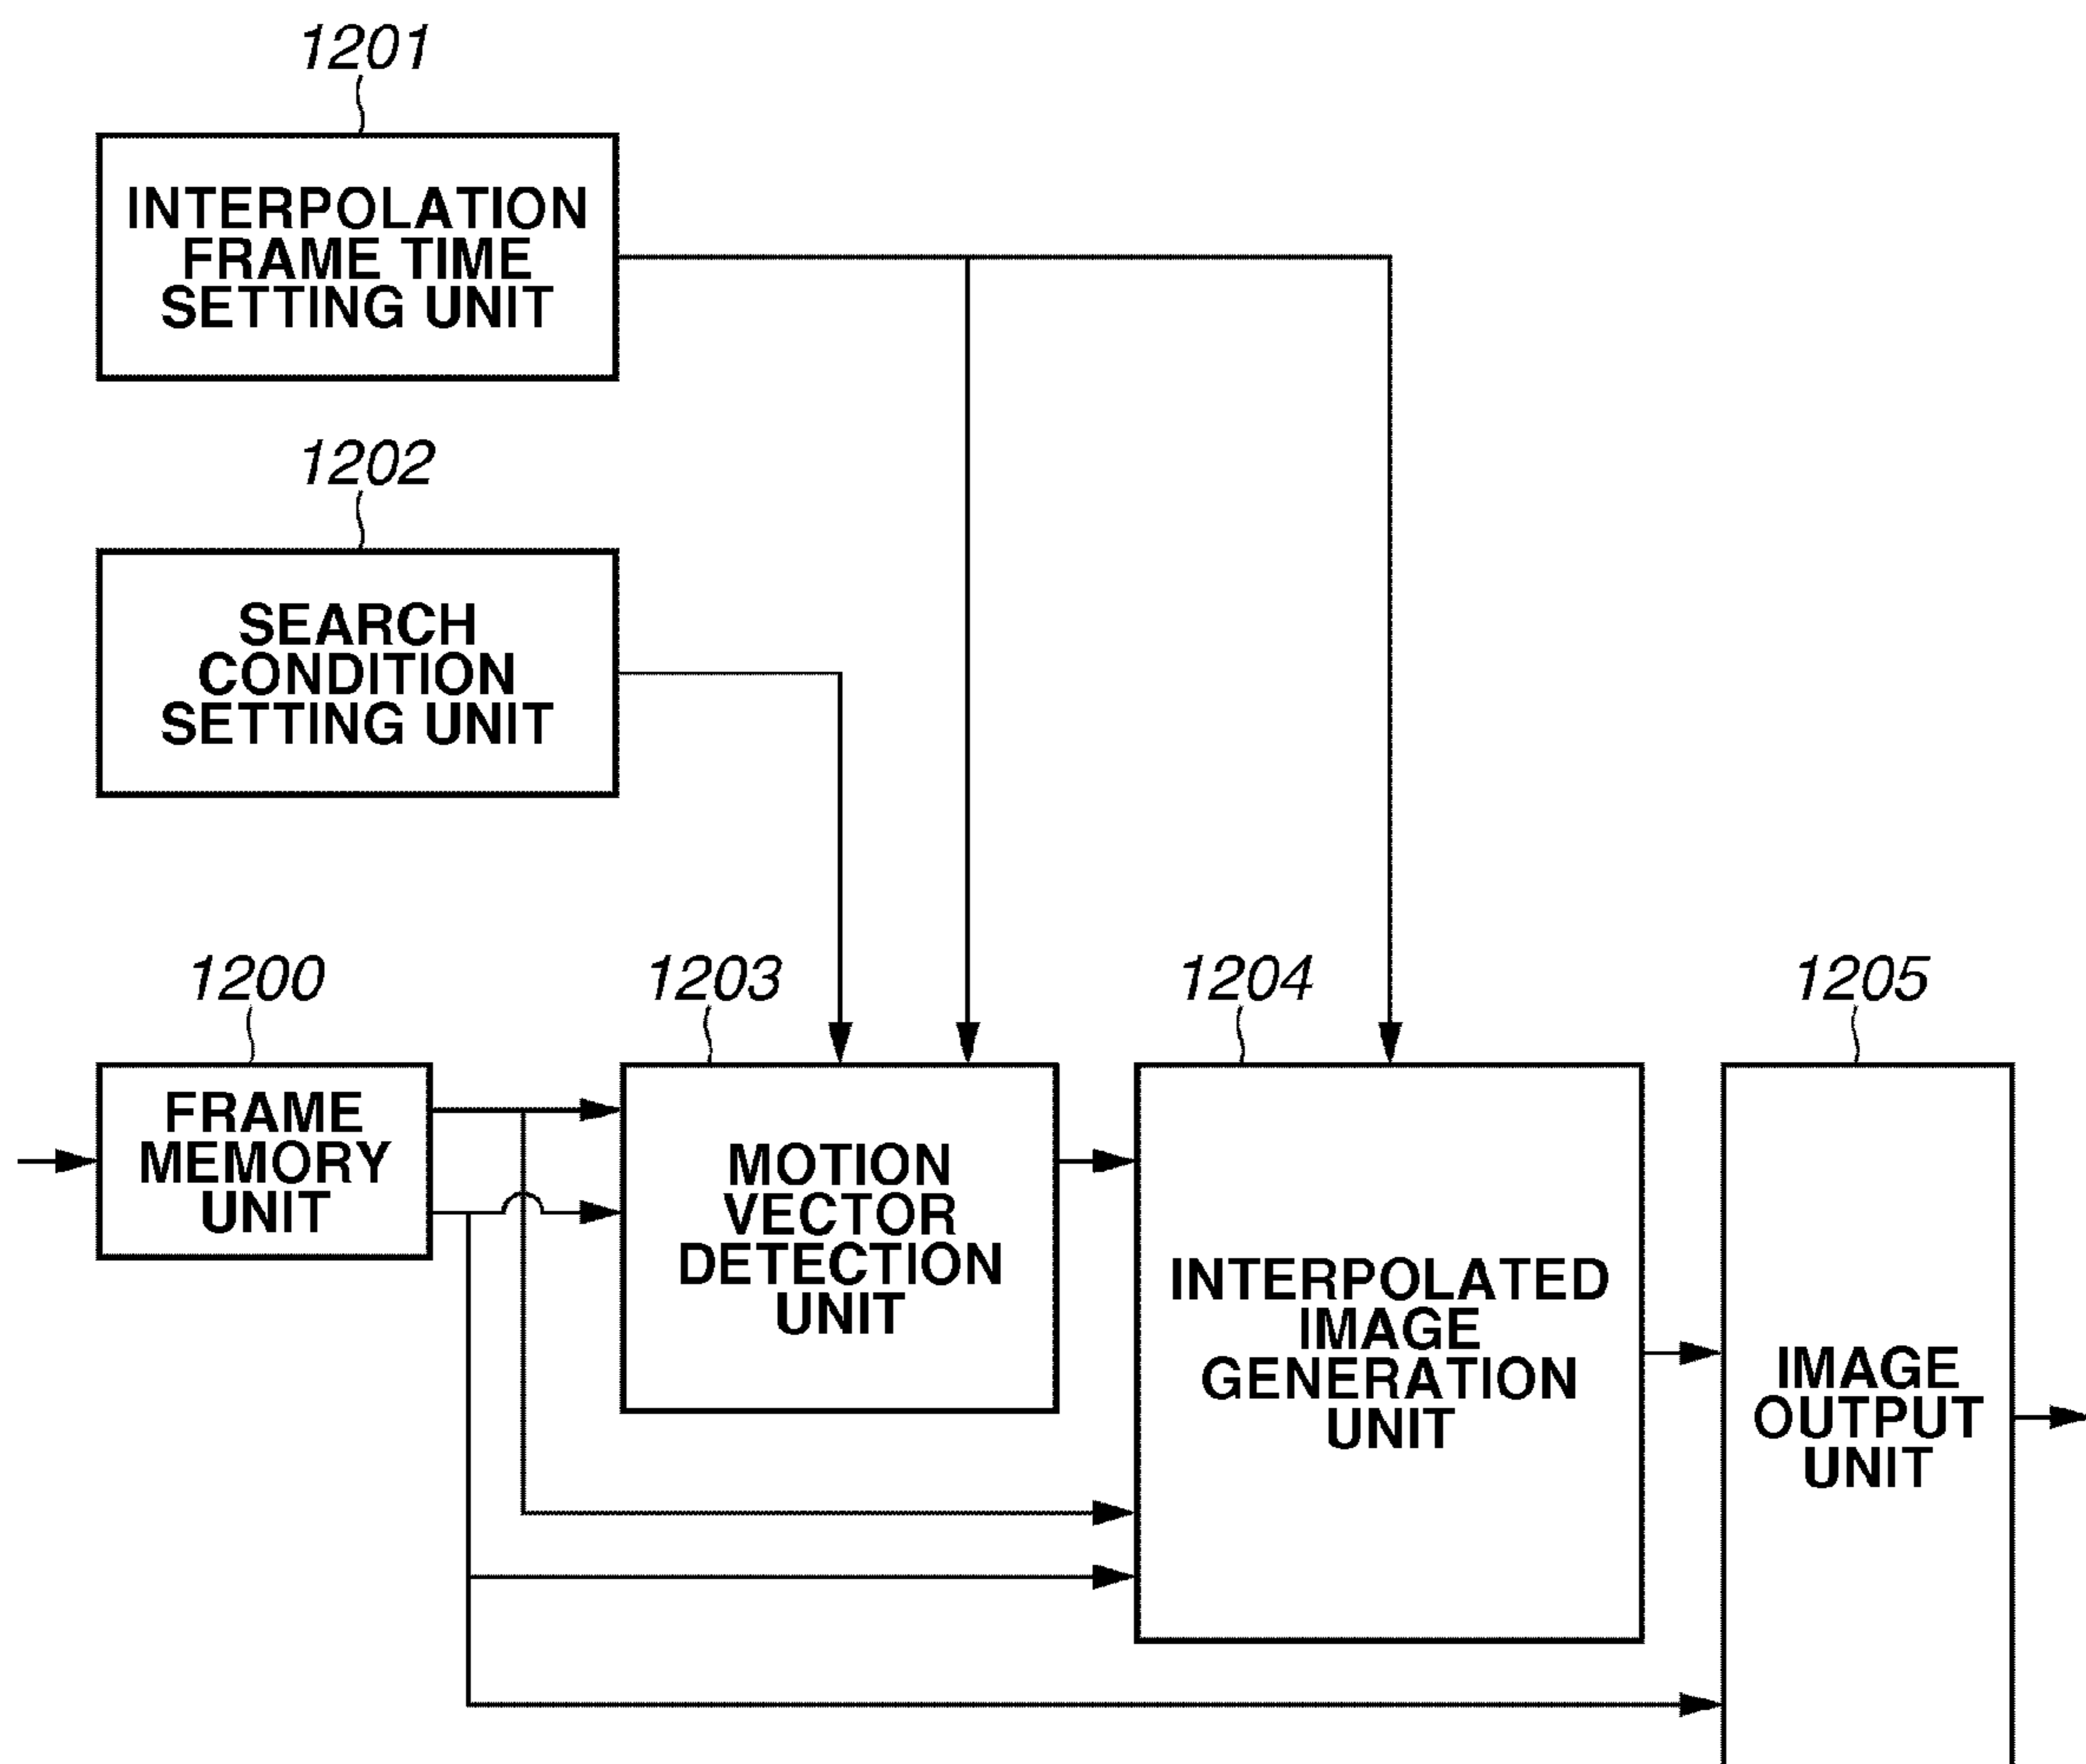 1201
INTERPOLATION
FRAME TIME
SETTING UNIT
1202
SEARCH
CONDITION
SETTING UNIT
1200
FRAME
MEMORY
UNIT
1203
MOTION
VECTOR
DETECTION
UNIT
1204
INTERPOLATED
IMAGE
GENERATION
UNIT
1205
IMAGE
OUTPUT
UNIT